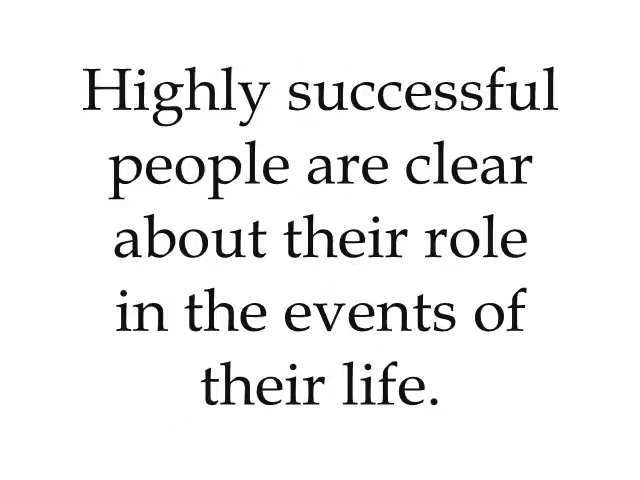 Highly successful
people are clear
about their role
in the events of
their life.